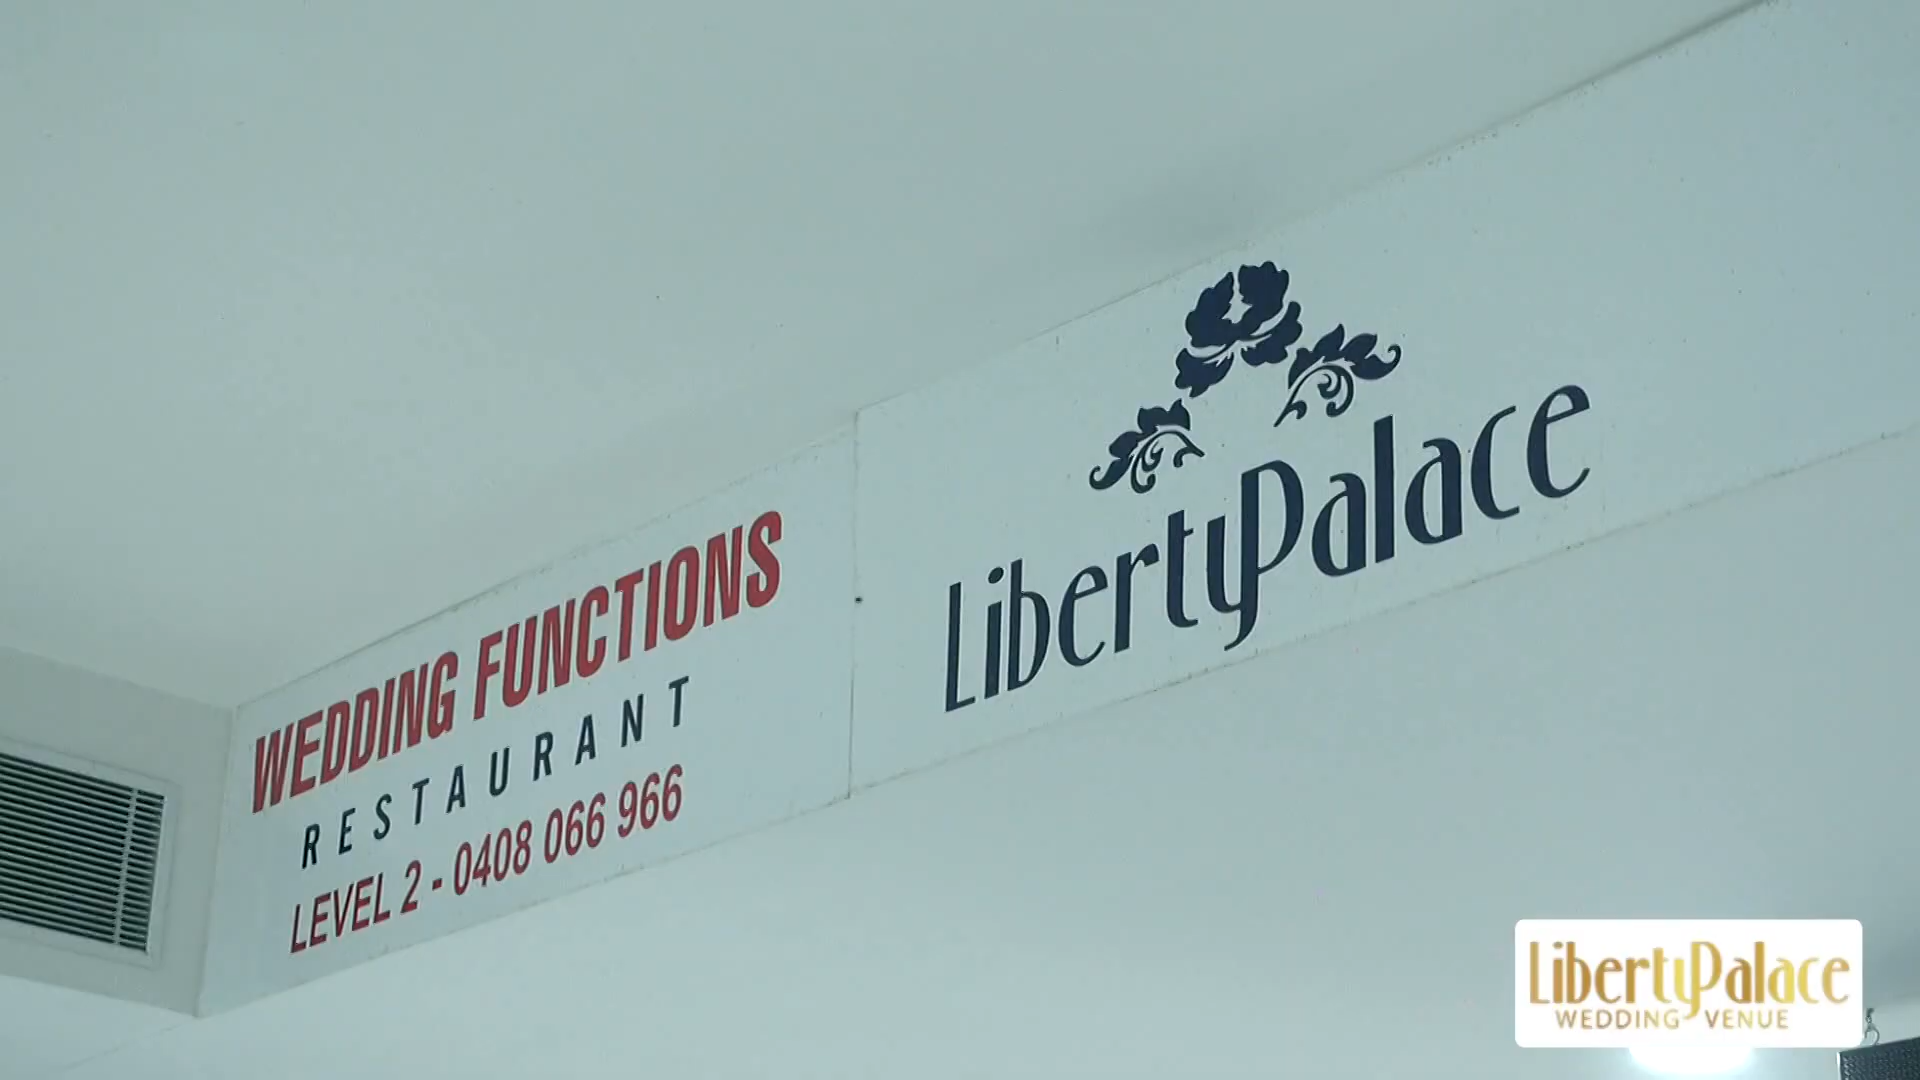 WEDDING FUNCTIONS
RESTAURANT
LEVEL 2 - 0408 066 966
LibertyPalace
LibertyPalace
WEDDING VENUE